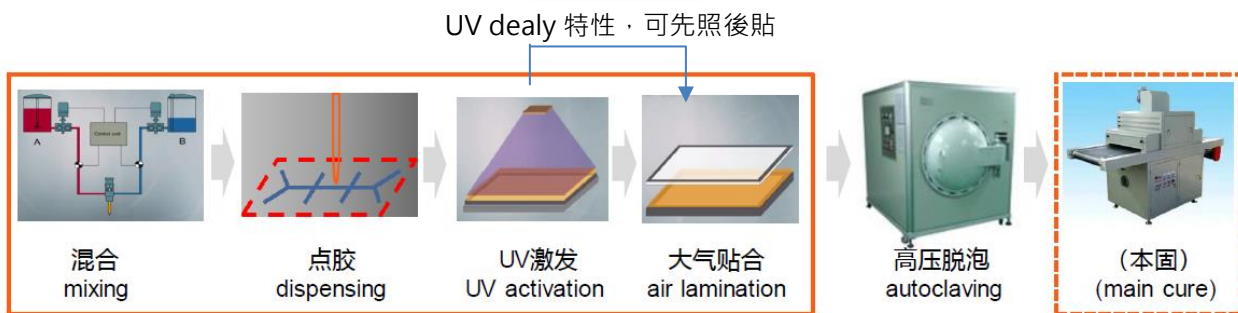 UV dealy 特性，可先照後貼
A
Control unit
B
混合
mixing
点胶
dispensing
UV激发
UV activation
大气贴合
air lamination
高压脱泡
autoclaving
（本固）
(main cure)